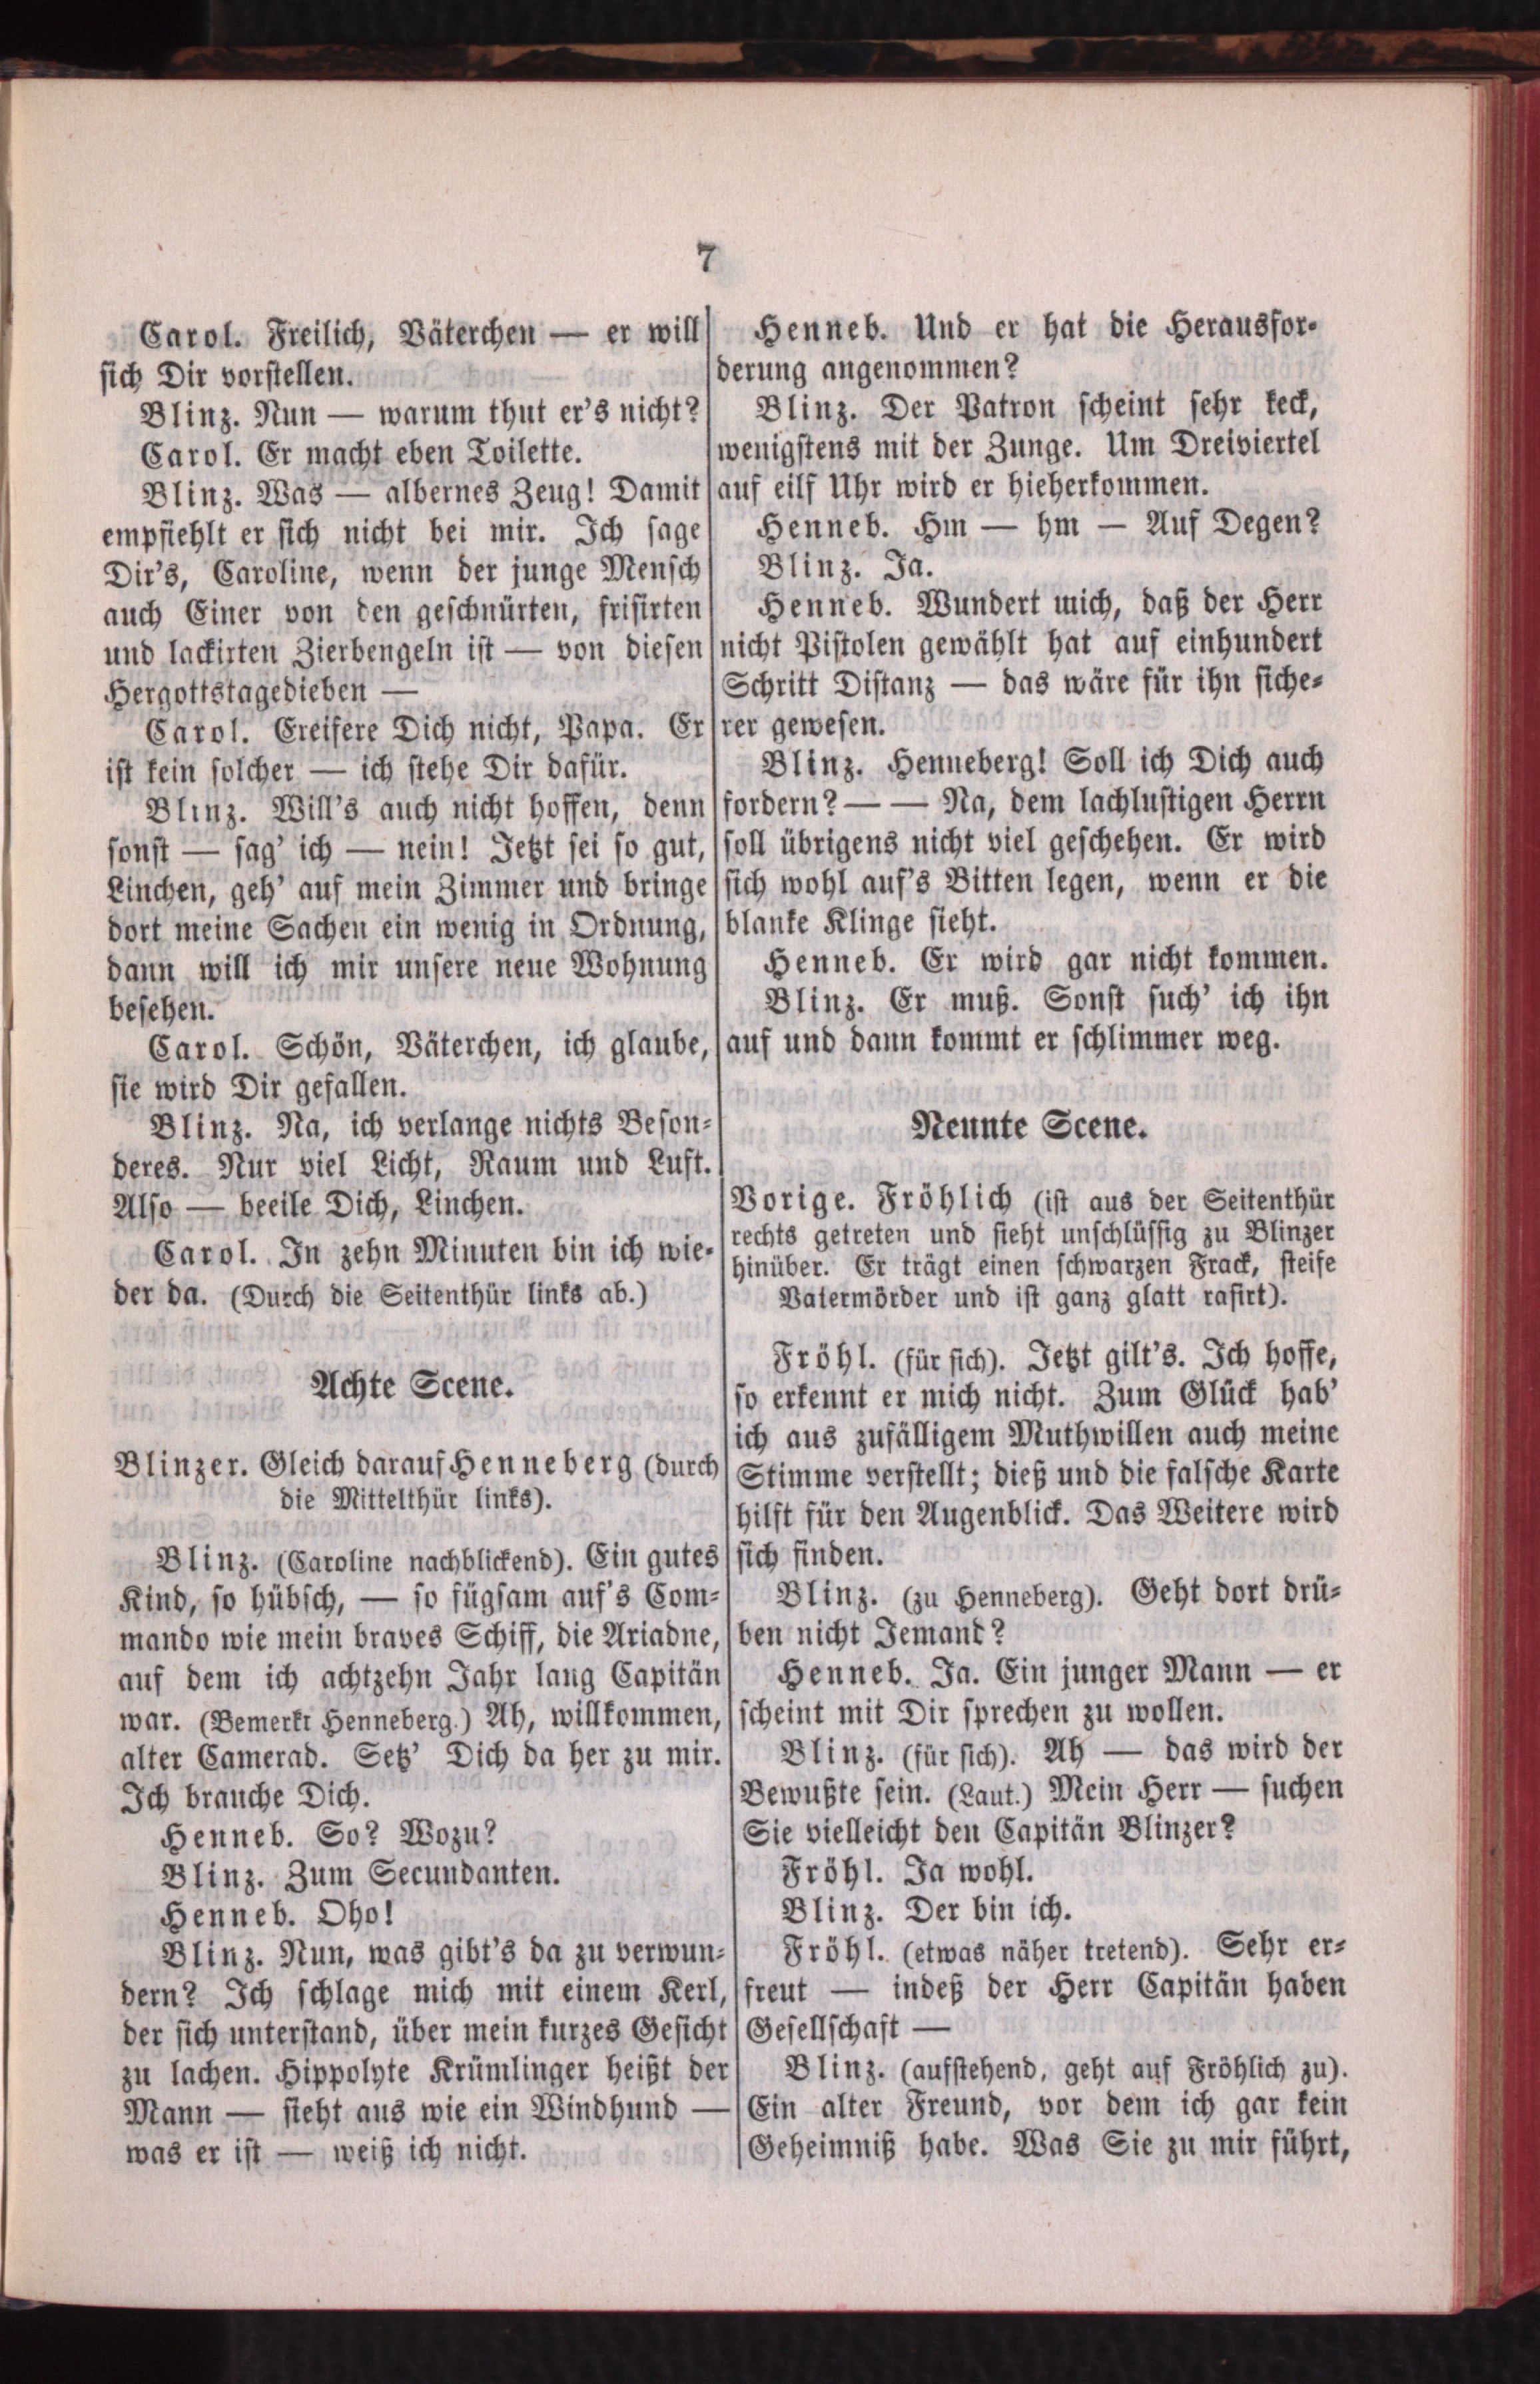 7
Carol. Freilich, Väterchen — er will
sich Dir vorstellen.
Blinz. Nun — warum thut er's nicht?
Carol. Er macht eben Toilette.
Blinz. Was — albernes Zeug! Damit
empfiehlt er sich nicht bei mir. Ich sage
Dir's, Caroline, wenn der junge Mensch
auch Einer von den geschnürten, frisirten
und lackirten Zierbengeln ist — von diesen
Hergottstagedieben —
Carol. Ereifere Dich nicht, Papa. Er
ist kein solcher — ich stehe Dir dafür.
Blinz. Will's auch nicht hoffen, denn
sonst — sag' ich — nein! Jetzt sei so gut,
Linchen, geh' auf mein Zimmer und bringe
dort meine Sachen ein wenig in Ordnung,
dann will ich mir unsere neue Wohnung
besehen.
Carol. Schön, Väterchen, ich glaube,
sie wird Dir gefallen.
Blinz. Na, ich verlange nichts Beson-
deres. Nur viel Licht, Raum und Luft.
Also — beeile Dich, Linchen.
Carol. In zehn Minuten bin ich wie-
der da. (Durch die Seitenthür links ab.)
Achte Scene.
Blinzer. Gleich darauf Henneberg (durch
die Mittelthür links).
Blinz. (Caroline nachblickend). Ein gutes
Kind, so hübsch, — so fügsam auf's Com-
mando wie mein braves Schiff, die Ariadne,
auf dem ich achtzehn Jahr lang Capitän
war. (Bemerkt Henneberg.) Ah, willkommen,
alter Camerad. Setz' Dich da her zu mir.
Ich brauche Dich.
Henneb. So? Wozu?
Blinz. Zum Secundanten.
Henneb. Oho!
Blinz. Nun, was gibt's da zu verwun-
dern? Ich schlage mich mit einem Kerl,
der sich unterstand, über mein kurzes Gesicht
zu lachen. Hippolyte Krümlinger heißt der
Mann — sieht aus wie ein Windhund —
was er ist — weiß ich nicht.
Henneb. Und er hat die Herausfor-
derung angenommen?
Blinz. Der Patron scheint sehr keck,
wenigstens mit der Zunge. Um Dreiviertel
auf eilf Uhr wird er hieherkommen.
Henneb. Hm — hm — Auf Degen?
Blinz. Ja.
Henneb. Wundert mich, daß der Herr
nicht Pistolen gewählt hat auf einhundert
Schritt Distanz — das wäre für ihn siche-
rer gewesen.
Blinz. Henneberg! Soll ich Dich auch
fordern? — — Na, dem lachlustigen Herrn
soll übrigens nicht viel geschehen. Er wird
sich wohl auf's Bitten legen, wenn er die
blanke Klinge sieht.
Henneb. Er wird gar nicht kommen.
Blinz. Er muß. Sonst such' ich ihn
auf und dann kommt er schlimmer weg.
Neunte Scene.
Vorige. Fröhlich (ist aus der Seitenthür
rechts getreten und sieht unschlüssig zu Blinzer
hinüber. Er trägt einen schwarzen Frack, steife
Vatermörder und ist ganz glatt rasirt).
Fröhl. (für sich). Jetzt gilt's. Ich hoffe,
so erkennt er mich nicht. Zum Glück hab'
ich aus zufälligem Muthwillen auch meine
Stimme verstellt; dieß und die falsche Karte
hilft für den Augenblick. Das Weitere wird
sich finden.
Blinz. (zu Henneberg). Geht dort drü-
ben nicht Jemand?
Henneb. Ja. Ein junger Mann — er
scheint mit Dir sprechen zu wollen.
Blinz. (für sich). Ah — das wird der
Bewußte sein. (Laut.) Mein Herr — suchen
Sie vielleicht den Capitän Blinzer?
Fröhl. Ja wohl.
Blinz. Der bin ich.
Fröhl. (etwas näher tretend). Sehr er-
freut — indeß der Herr Capitän haben
Gesellschaft —
Blinz. (aufstehend, geht auf Fröhlich zu).
Ein alter Freund, vor dem ich gar kein
Geheimniß habe. Was Sie zu mir führt,